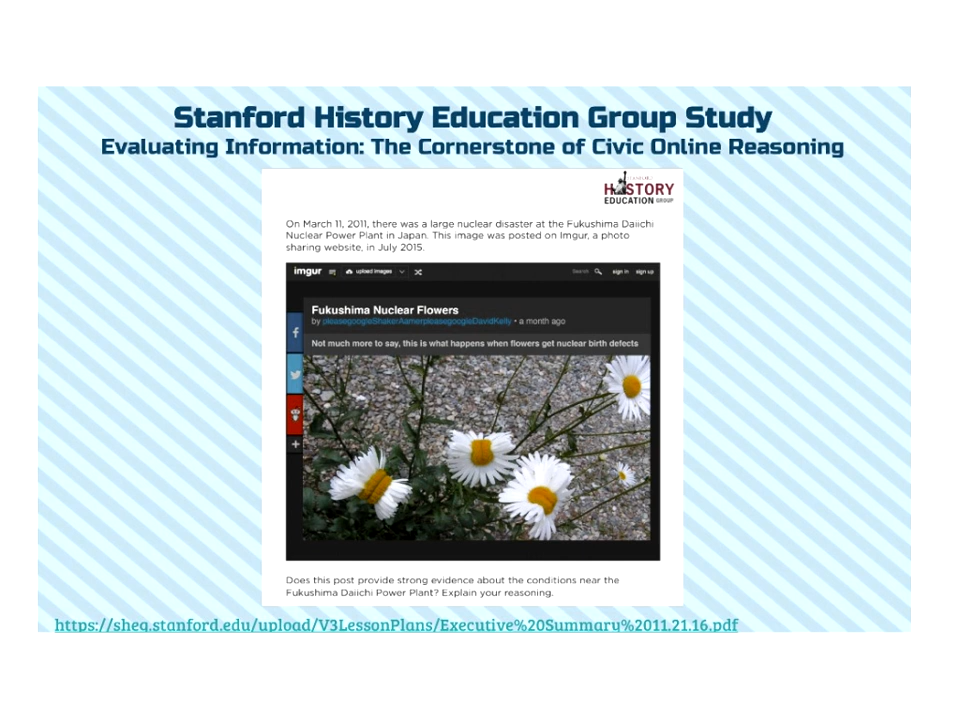 Stanford History Education Group Study
Evaluating Information: The Cornerstone of Civic Online Reasoning
STANFORD
HISTORY
EDUCATION GROUP
On March 11, 2011, there was a large nuclear disaster at the Fukushima Daiichi
Nuclear Power Plant in Japan. This image was posted on Imgur, a photo
sharing website, in July 2015.
imgur upload images Search sign in sign up
Fukushima Nuclear Flowers
by pleasegoogleShakerAamerpleasegoogleDavidKelly • a month ago
Not much more to say, this is what happens when flowers get nuclear birth defects
Does this post provide strong evidence about the conditions near the
Fukushima Daiichi Power Plant? Explain your reasoning.
https://sheg.stanford.edu/upload/V3LessonPlans/Executive%20Summary%2011.21.16.pdf